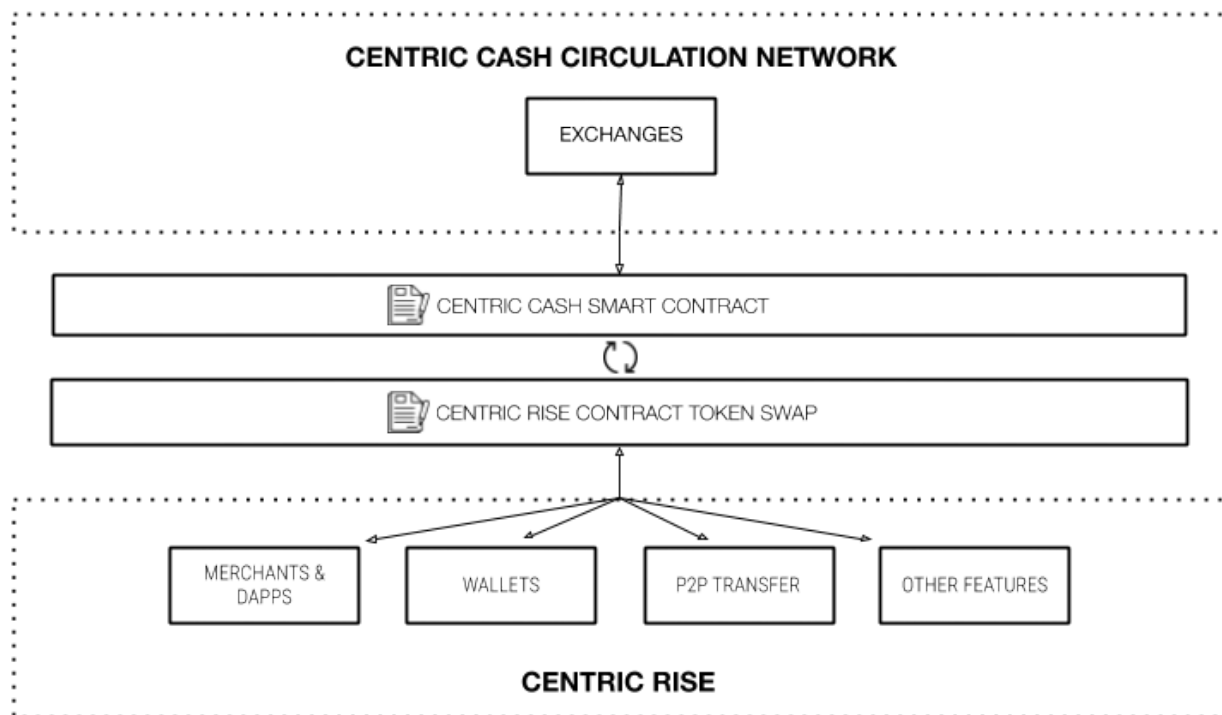 CENTRIC CASH CIRCULATION NETWORK
EXCHANGES
CENTRIC CASH SMART CONTRACT
CENTRIC RISE CONTRACT TOKEN SWAP
MERCHANTS &
DAPPS
WALLETS
P2P TRANSFER
OTHER FEATURES
CENTRIC RISE